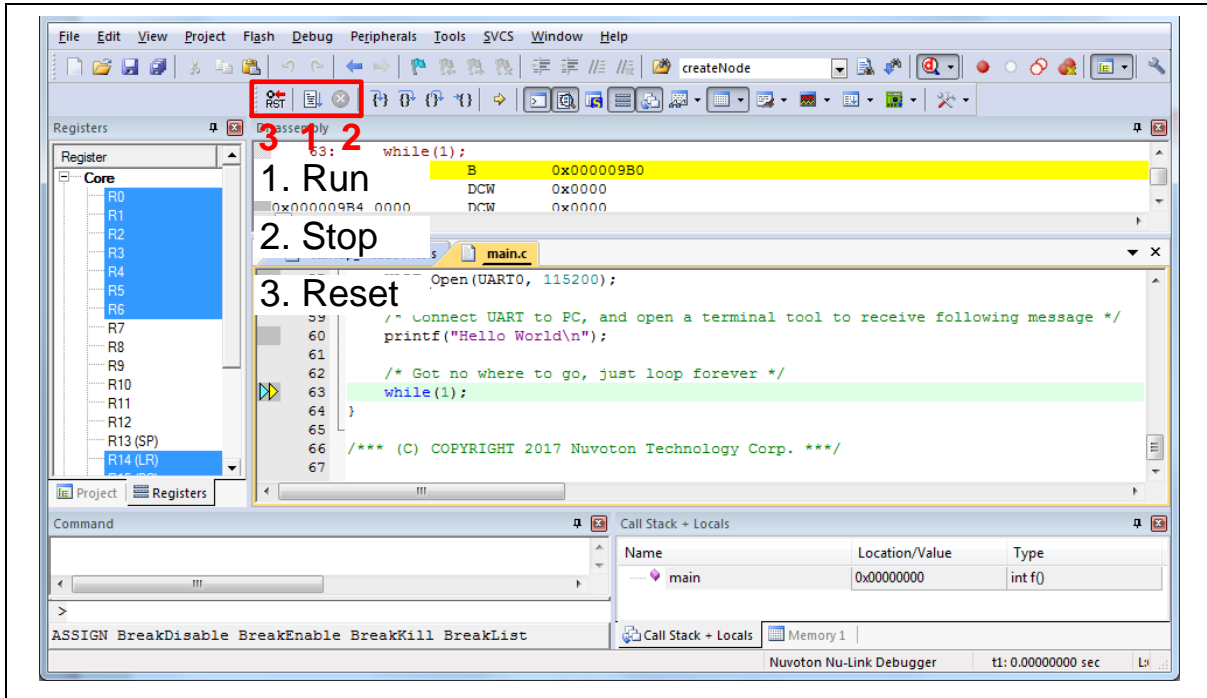 File Edit View Project Flash Debug Peripherals Tools SVCS Window Help
createNode
RST
Registers
Disassembly
3 1 2
Register
Core
R0
R1
R2
R3
R4
R5
R6
R7
R8
R9
R10
R11
R12
R13 (SP)
R14 (LR)
Project Registers
63: while(1);
B 0x000009B0
DCW 0x0000
0x000009B4 0000 DCW 0x0000
1. Run
2. Stop
3. Reset
main.c
Open(UART0, 115200);
59 /* Connect UART to PC, and open a terminal tool to receive following message */
60 printf("Hello World\n");
61
62 /* Got no where to go, just loop forever */
63 while(1);
64 }
65
66 /*** (C) COPYRIGHT 2017 Nuvoton Technology Corp. ***/
67
Command
>
ASSIGN BreakDisable BreakEnable BreakKill BreakList
Call Stack + Locals
Name Location/Value Type
main 0x00000000 int f()
Call Stack + Locals Memory 1
Nuvoton Nu-Link Debugger t1: 0.00000000 sec